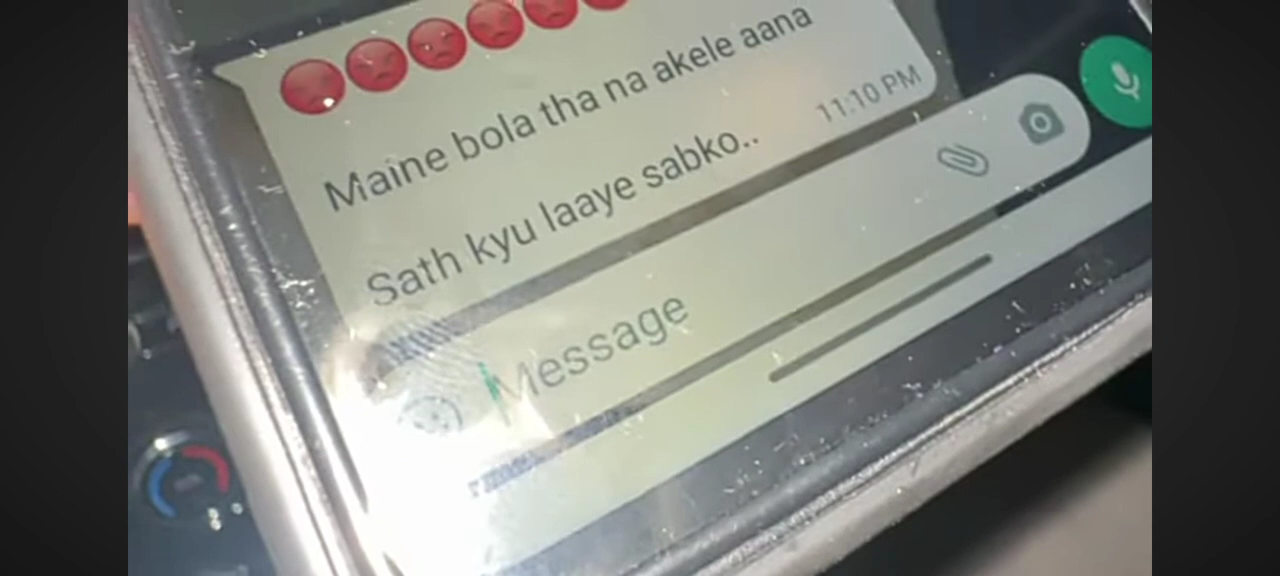 😡😡😡😡😡😡
Maine bola tha na akele aana
Sath kyu laaye sabko..
11:10 PM
Message